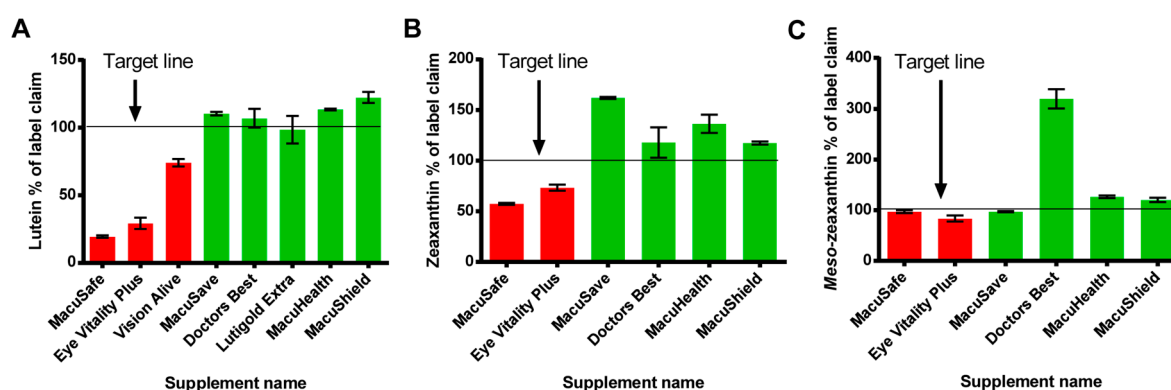 A
Lutein % of label claim
150
100
50
0
Target line
MacuSafe
Eye Vitality Plus
Vision Alive
MacuSave
Doctors Best
Lutigold Extra
MacuHealth
MacuShield
Supplement name
B
Zeaxanthin % of label claim
200
150
100
50
0
Target line
MacuSafe
Eye Vitality Plus
MacuSave
Doctors Best
MacuHealth
MacuShield
Supplement name
C
Meso-zeaxanthin % of label claim
400
300
200
100
0
Target line
MacuSafe
Eye Vitality Plus
MacuSave
Doctors Best
MacuHealth
MacuShield
Supplement name